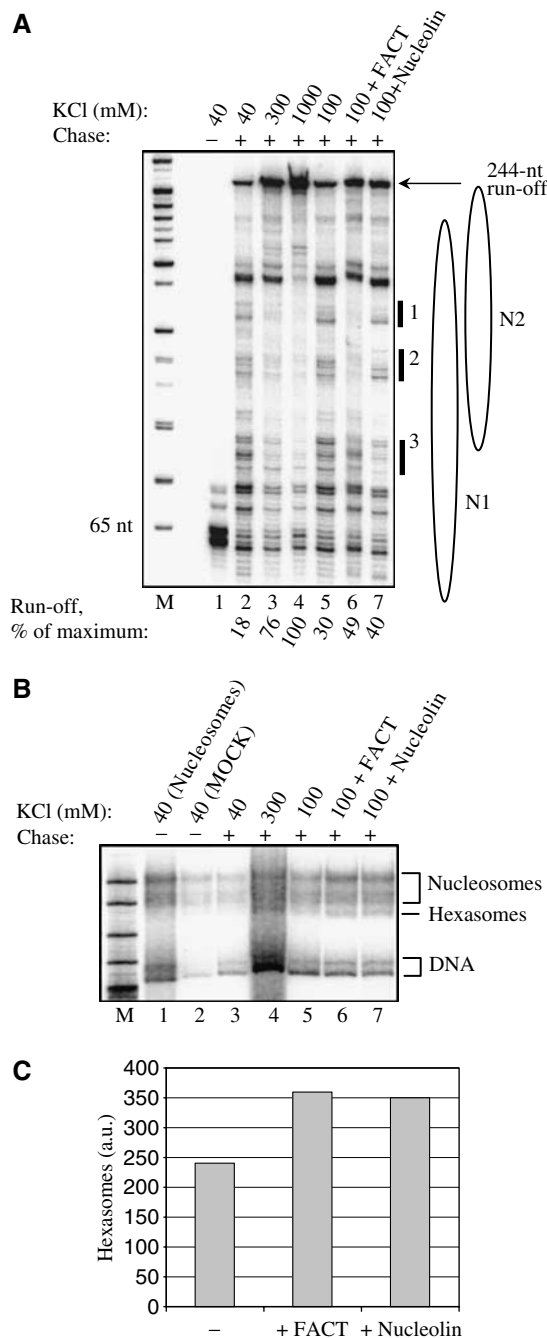 A
KCl (mM): 40 40 300 1000 100 100 + FACT 100+Nucleolin
Chase: – + + + + + +
244-nt
run-off
1
2
3
N2
N1
65 nt
M 1 2 3 4 5 6 7
Run-off,
% of maximum: 18 76 100 30 49 40
B
KCl (mM): 40 (Nucleosomes) 40 (MOCK) 40 300 100 100 + FACT 100 + Nucleolin
Chase: – – + + + + +
Nucleosomes
Hexasomes
DNA
M 1 2 3 4 5 6 7
C
Hexasomes (a.u.)
400
350
300
250
200
150
100
50
0
– + FACT + Nucleolin